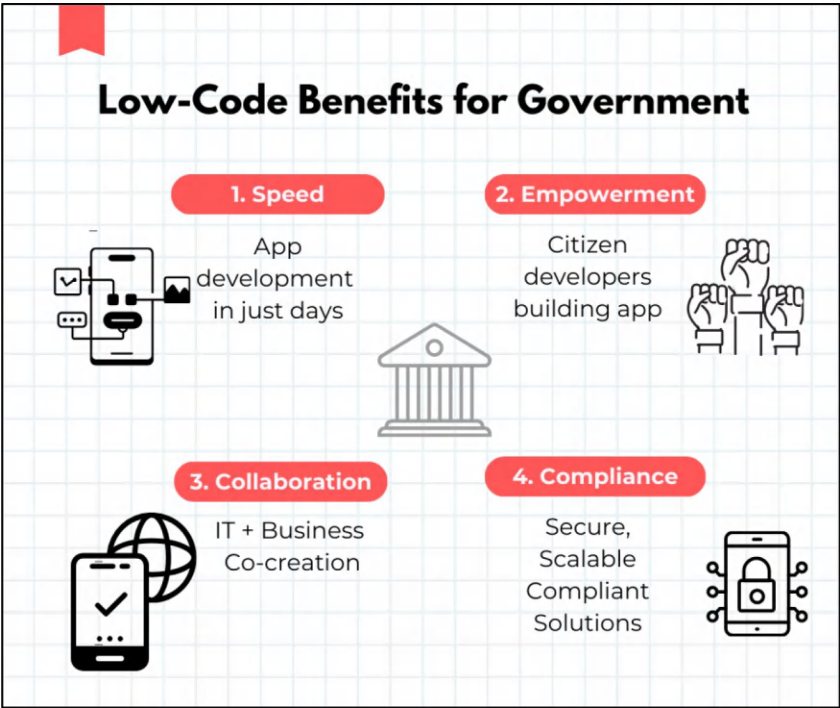 Low-Code Benefits for Government
1. Speed
App
development
in just days
2. Empowerment
Citizen
developers
building app
3. Collaboration
IT + Business
Co-creation
4. Compliance
Secure,
Scalable
Compliant
Solutions